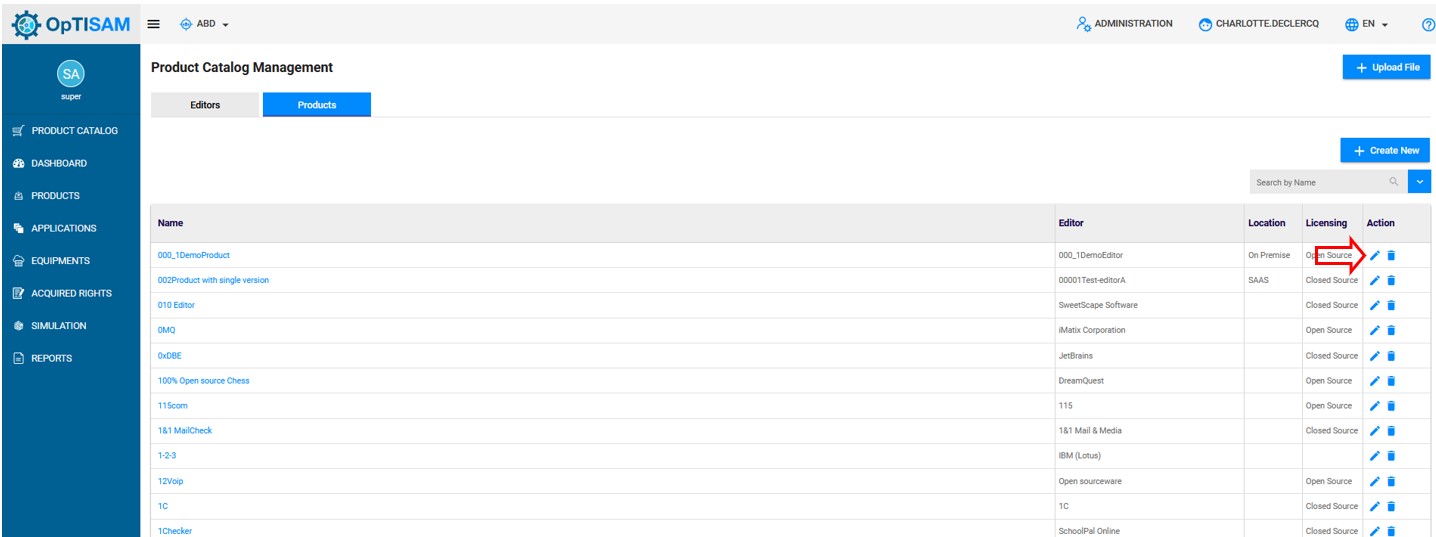 OpTISAM ABD ADMINISTRATION CHARLOTTE.DECLERCQ EN
SA
super
PRODUCT CATALOG
DASHBOARD
PRODUCTS
APPLICATIONS
EQUIPMENTS
ACQUIRED RIGHTS
SIMULATION
REPORTS
Product Catalog Management
+ Upload File
Editors Products
+ Create New
Search by Name
Name Editor Location Licensing Action
000_1DemoProduct 000_1DemoEditor On Premise Open Source
002Product with single version 00001Test-editorA SAAS Closed Source
010 Editor SweetScape Software Closed Source
0MQ iMatix Corporation Open Source
0xDBE JetBrains Closed Source
100% Open source Chess DreamQuest Open Source
115com 115 Open Source
1&1 MailCheck 1&1 Mail & Media Closed Source
1-2-3 IBM (Lotus)
12Voip Open sourceware Open Source
1C 1C Closed Source
1Checker SchoolPal Online Closed Source